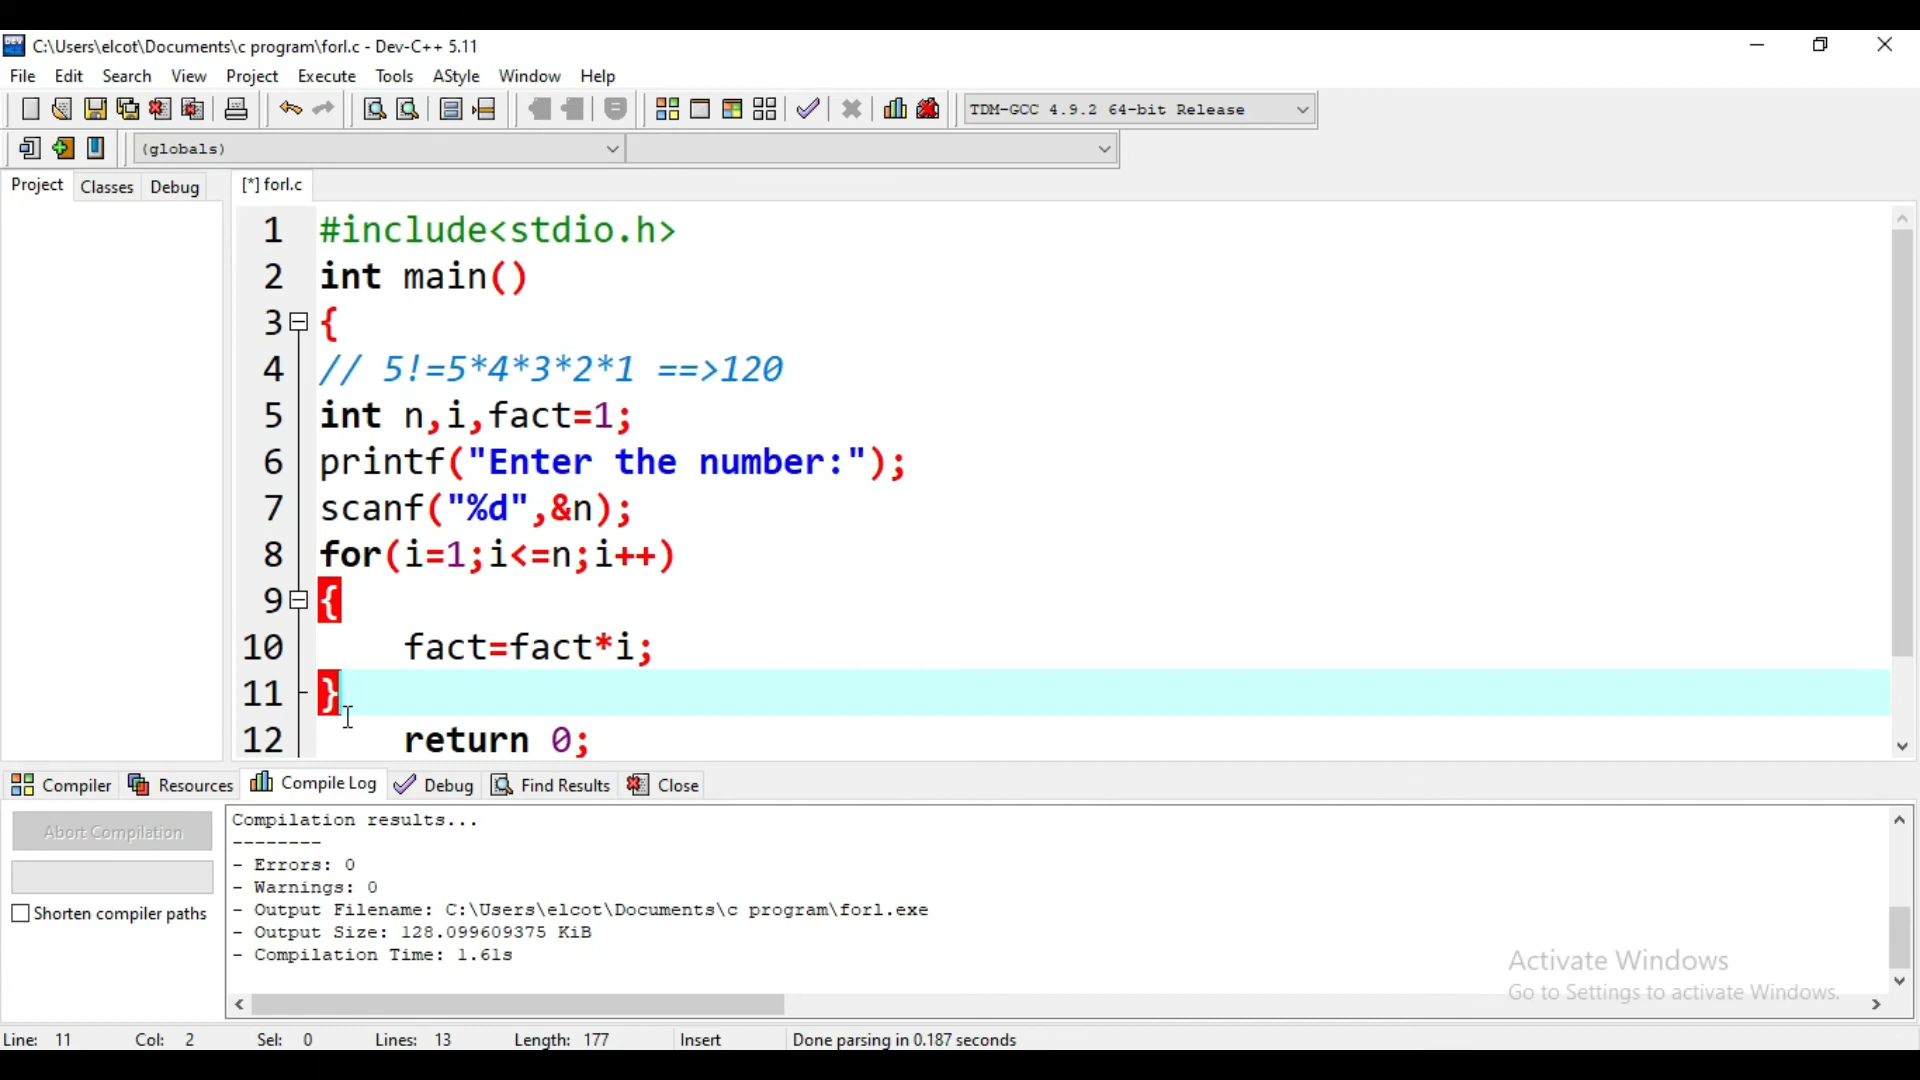 C:\Users\elcot\Documents\c program\forl.c - Dev-C++ 5.11
File Edit Search View Project Execute Tools AStyle Window Help
TDM-GCC 4.9.2 64-bit Release
(globals)
Project Classes Debug [*] forl.c
1 #include<stdio.h>
2 int main()
3 {
4 // 5!=5*4*3*2*1 ==>120
5 int n,i,fact=1;
6 printf("Enter the number:");
7 scanf("%d",&n);
8 for(i=1;i<=n;i++)
9 {
10 fact=fact*i;
11 }
12 return 0;
Compiler Resources Compile Log Debug Find Results Close
Abort Compilation
Shorten compiler paths
Compilation results...
--------
- Errors: 0
- Warnings: 0
- Output Filename: C:\Users\elcot\Documents\c program\forl.exe
- Output Size: 128.099609375 KiB
- Compilation Time: 1.61s
Activate Windows
Go to Settings to activate Windows.
Line: 11 Col: 2 Sel: 0 Lines: 13 Length: 177 Insert Done parsing in 0.187 seconds